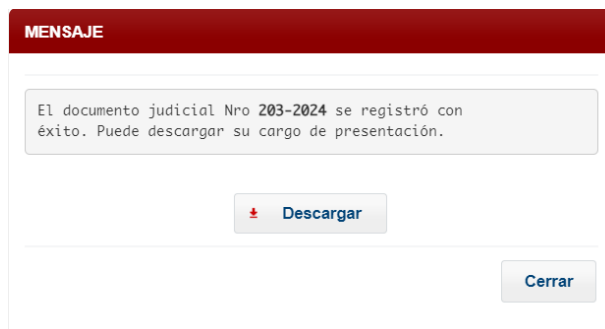 MENSAJE
El documento judicial Nro 203-2024 se registró con
éxito. Puede descargar su cargo de presentación.
Descargar
Cerrar